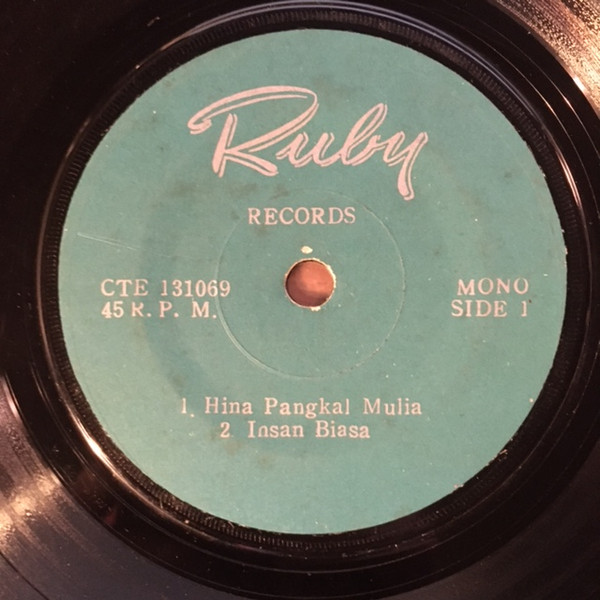 Ruby
RECORDS
CTE 131069
45 R. P. M.
MONO
SIDE 1
1. Hina Pangkal Mulia
2 Insan Biasa